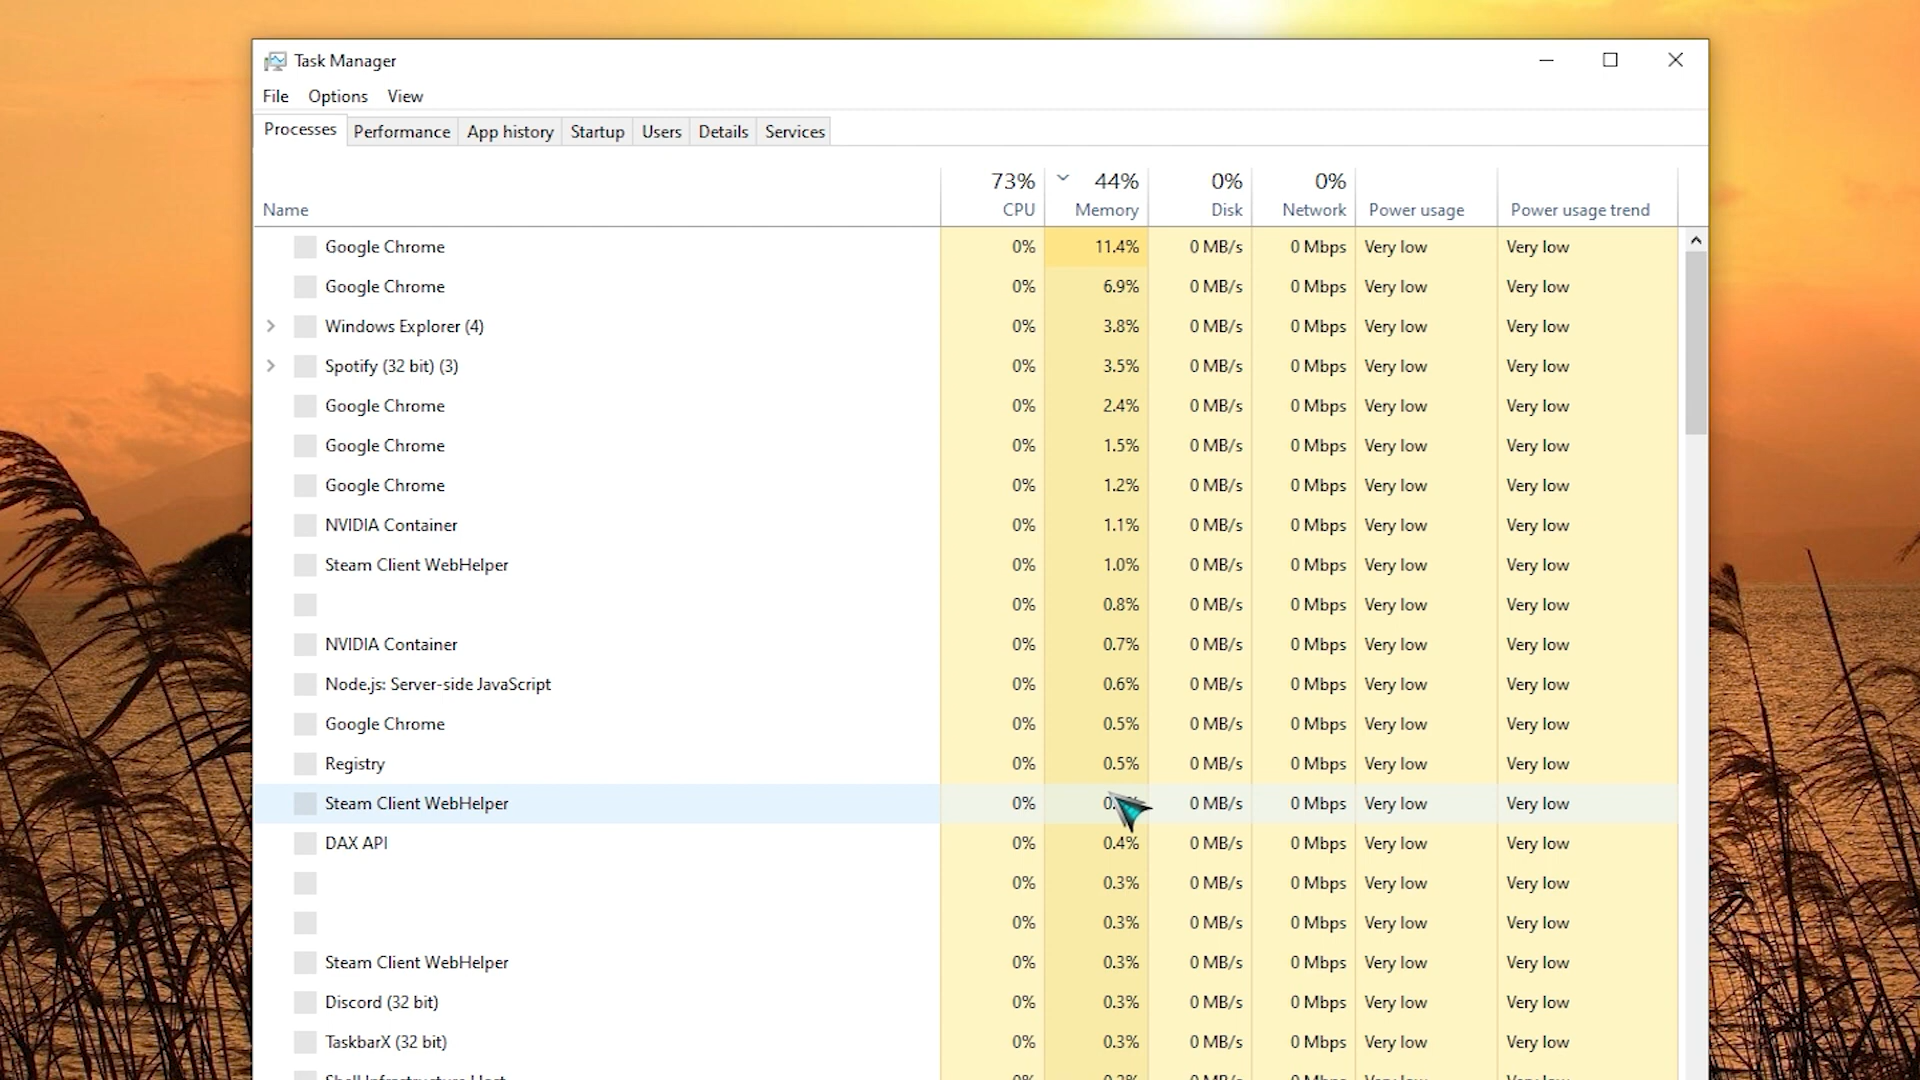 Task Manager
File Options View
Processes Performance App history Startup Users Details Services
73% 44% 0% 0%
Name CPU Memory Disk Network Power usage Power usage trend
Google Chrome 0% 11.4% 0 MB/s 0 Mbps Very low Very low
Google Chrome 0% 6.9% 0 MB/s 0 Mbps Very low Very low
Windows Explorer (4) 0% 3.8% 0 MB/s 0 Mbps Very low Very low
Spotify (32 bit) (3) 0% 3.5% 0 MB/s 0 Mbps Very low Very low
Google Chrome 0% 2.4% 0 MB/s 0 Mbps Very low Very low
Google Chrome 0% 1.5% 0 MB/s 0 Mbps Very low Very low
Google Chrome 0% 1.2% 0 MB/s 0 Mbps Very low Very low
NVIDIA Container 0% 1.1% 0 MB/s 0 Mbps Very low Very low
Steam Client WebHelper 0% 1.0% 0 MB/s 0 Mbps Very low Very low
0% 0.8% 0 MB/s 0 Mbps Very low Very low
NVIDIA Container 0% 0.7% 0 MB/s 0 Mbps Very low Very low
Node.js: Server-side JavaScript 0% 0.6% 0 MB/s 0 Mbps Very low Very low
Google Chrome 0% 0.5% 0 MB/s 0 Mbps Very low Very low
Registry 0% 0.5% 0 MB/s 0 Mbps Very low Very low
Steam Client WebHelper 0% 0 MB/s 0 Mbps Very low Very low
DAX API 0% 0.4% 0 MB/s 0 Mbps Very low Very low
0% 0.3% 0 MB/s 0 Mbps Very low Very low
0% 0.3% 0 MB/s 0 Mbps Very low Very low
Steam Client WebHelper 0% 0.3% 0 MB/s 0 Mbps Very low Very low
Discord (32 bit) 0% 0.3% 0 MB/s 0 Mbps Very low Very low
TaskbarX (32 bit) 0% 0.3% 0 MB/s 0 Mbps Very low Very low